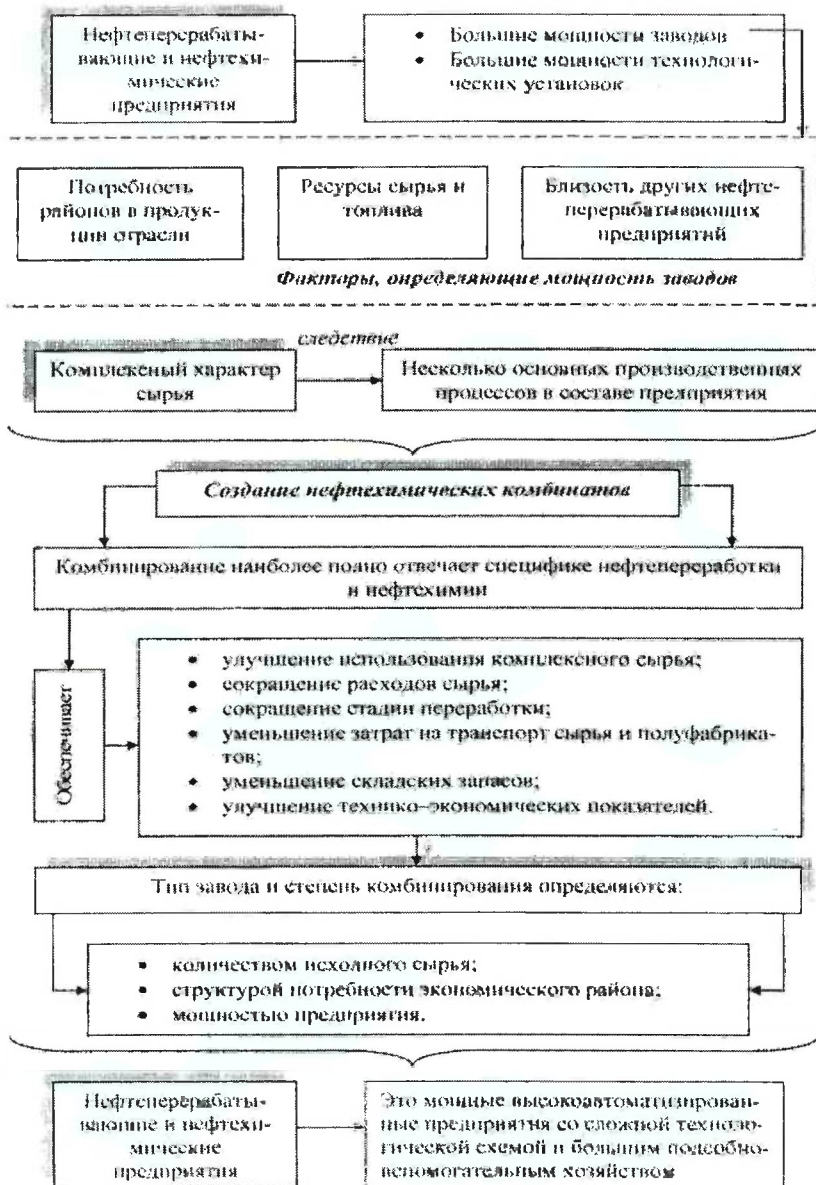 Нефтеперерабаты-
вающие и нефтехи-
мические
предприятия
• Большие мощности заводов
• Большие мощности технологи-
ческих установок
Потребность
районов в продук-
ции отрасли
Ресурсы сырья и
топлива
Близость других нефте-
перерабатывающих
предприятий
Факторы, определяющие мощность заводов
следствие
Комплексный характер
сырья
Несколько основных производственных
процессов в составе предприятия
Создание нефтехимических комбинатов
Комбинирование наиболее полно отвечает специфике нефтепереработки
и нефтехимии
Обеспечивает
• улучшение использования комплексного сырья;
• сокращение расходов сырья;
• сокращение стадии переработки;
• уменьшение затрат на транспорт сырья и полуфабрика-
тов;
• уменьшение складских запасов;
• улучшение технико-экономических показателей.
Тип завода и степень комбинирования определяются:
• количеством исходного сырья;
• структурой потребности экономического района;
• мощностью предприятия.
Нефтеперерабаты-
вающие и нефтехи-
мические
предприятия
Это мощные высокоавтоматизирован-
ные предприятия со сложной техноло-
гической схемой и большим подсобно-
вспомогательным хозяйством